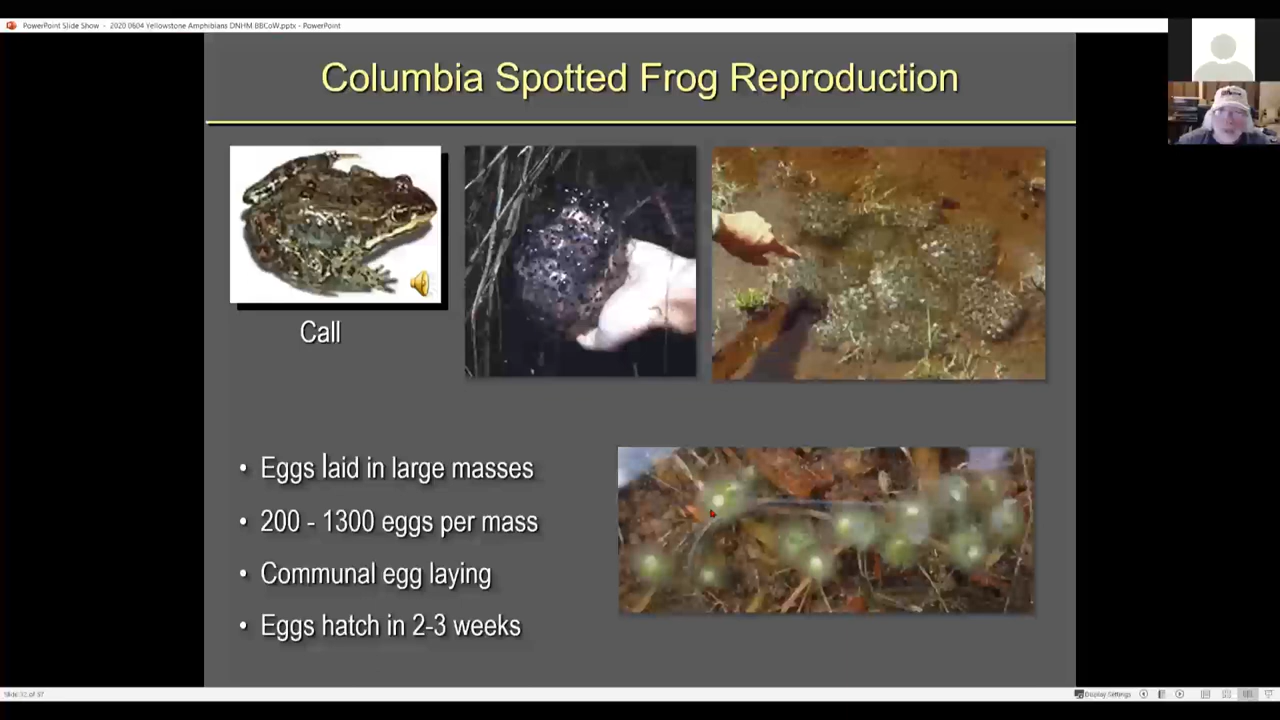 PowerPoint Slide Show - 2020 0604 Yellowstone Amphibians DNHM.BBCoW.pptx - PowerPoint
Columbia Spotted Frog Reproduction
Call
• Eggs laid in large masses
• 200 - 1300 eggs per mass
• Communal egg laying
• Eggs hatch in 2-3 weeks
Display Settings